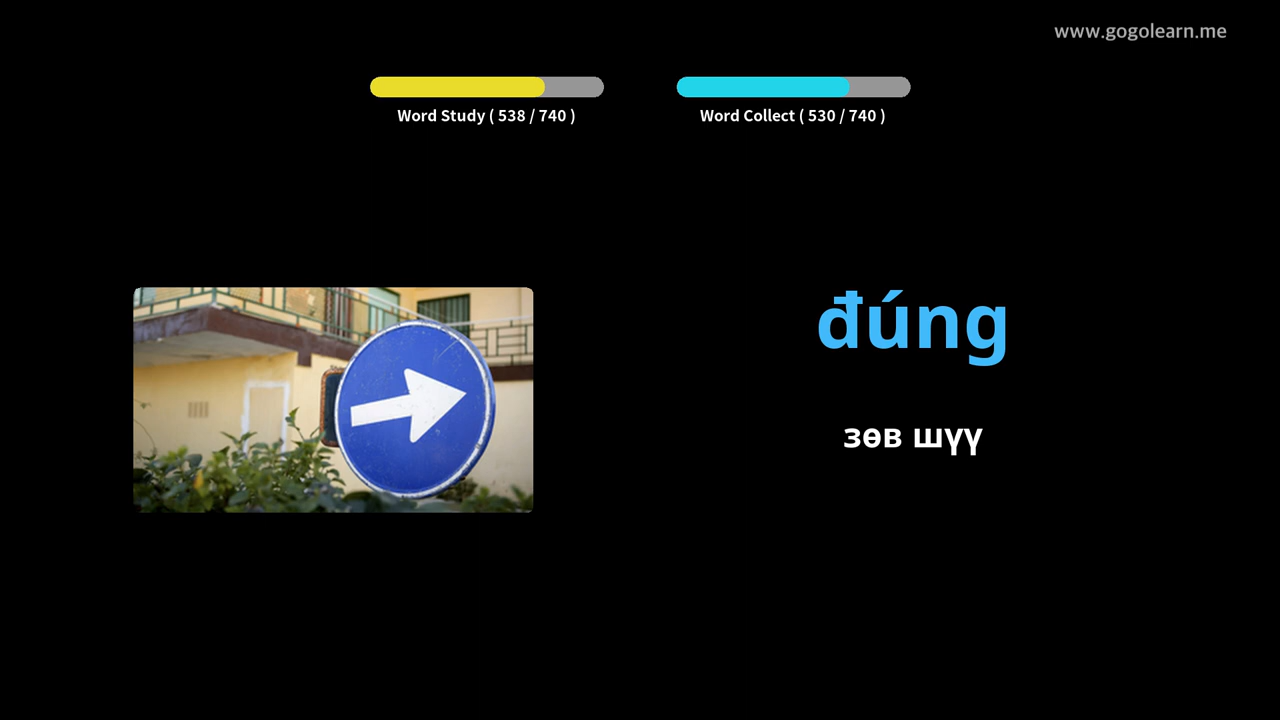 www.gogolearn.me
Word Study ( 538 / 740 )
Word Collect ( 530 / 740 )
đúng
зөв шүү